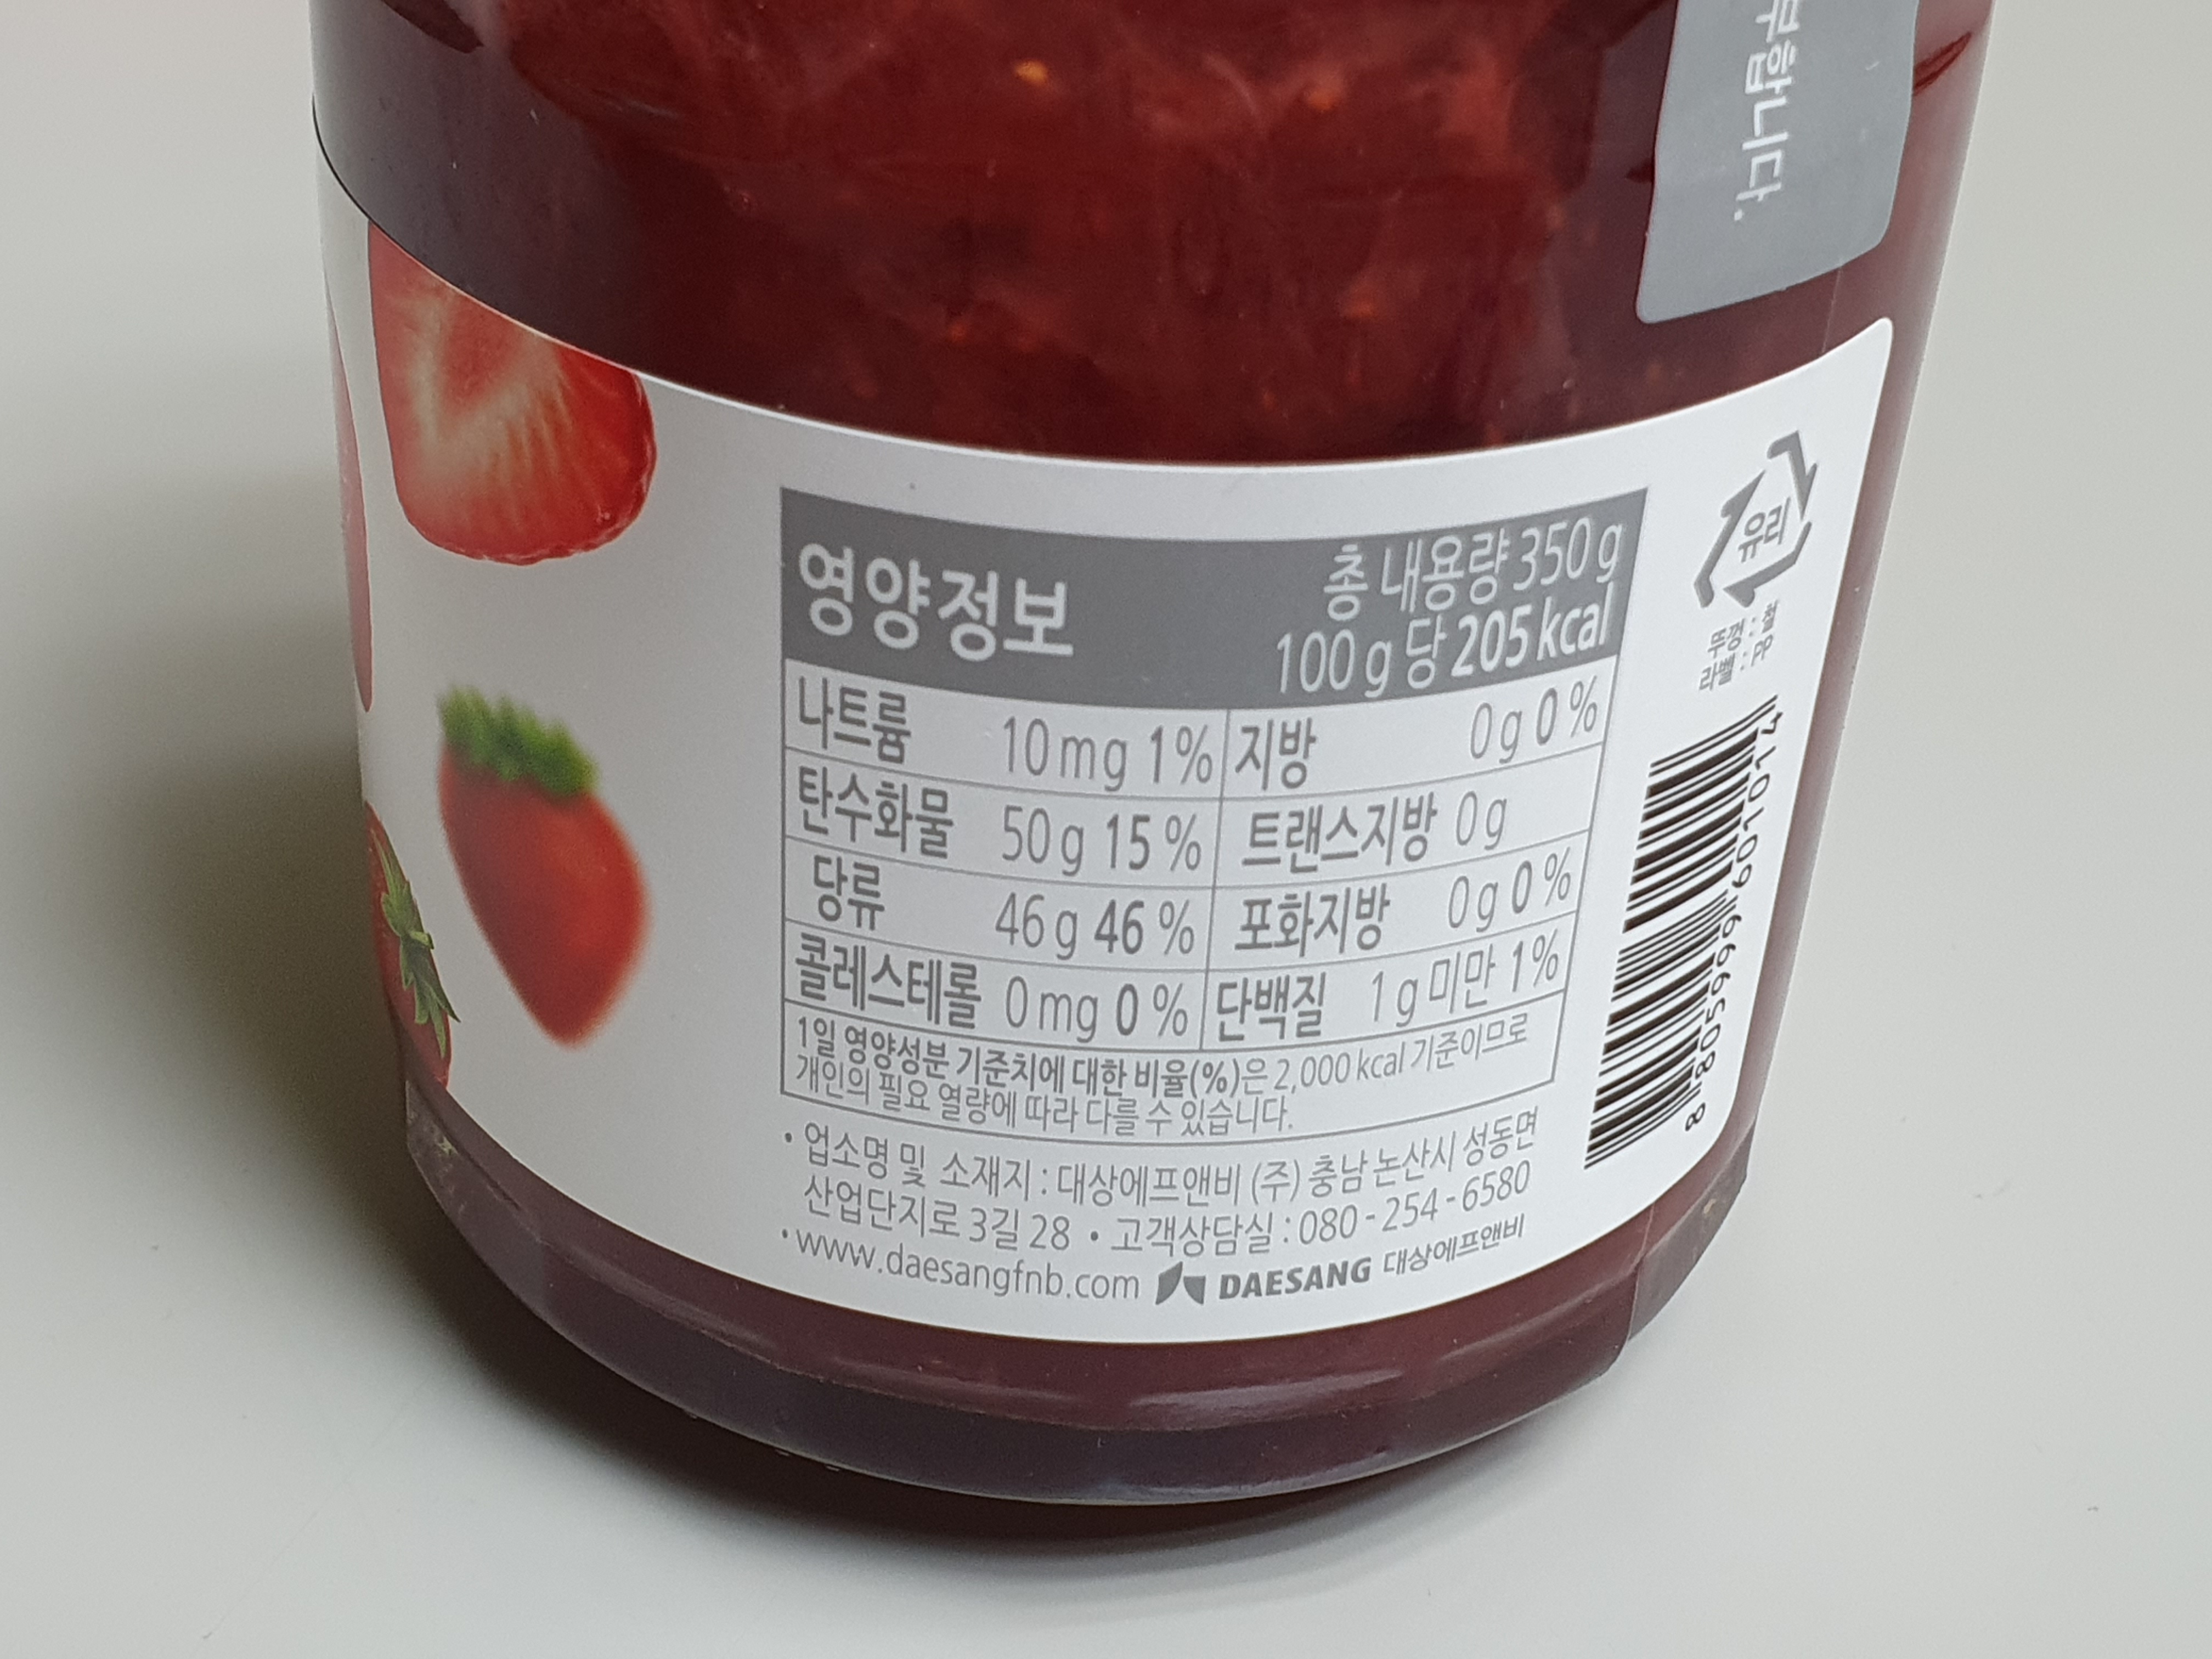 부합니다.
영양정보
총 내용량 350 g
100 g 당 205 kcal
나트륨 10 mg 1% 지방 0 g 0 %
탄수화물 50 g 15 % 트랜스지방 0 g
당류 46 g 46 % 포화지방 0 g 0 %
콜레스테롤 0 mg 0 % 단백질 1 g 미만 1%
1일 영양성분 기준치에 대한 비율(%)은 2,000 kcal 기준이므로
개인의 필요 열량에 따라 다를 수 있습니다.
• 업소명 및 소재지 : 대상에프앤비 (주) 충남 논산시 성동면
산업단지로 3길 28 • 고객상담실 : 080-254-6580
• www.daesangfnb.com DAESANG 대상에프앤비
유리
뚜껑 : 철
라벨 : PP
8 805999 601014